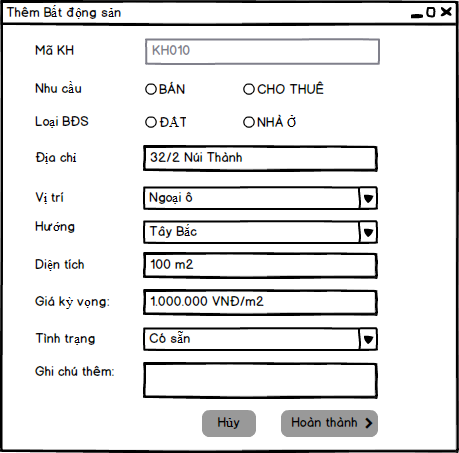 Thêm Bất động sản
Mã KH KH010
Nhu cầu BÁN CHO THUÊ
Loại BĐS ĐẤT NHÀ Ở
Địa chỉ 32/2 Núi Thành
Vị trí Ngoại ô
Hướng Tây Bắc
Diện tích 100 m2
Giá kỳ vọng: 1.000.000 VNĐ/m2
Tình trạng Có sẵn
Ghi chú thêm:
Hủy Hoàn thành